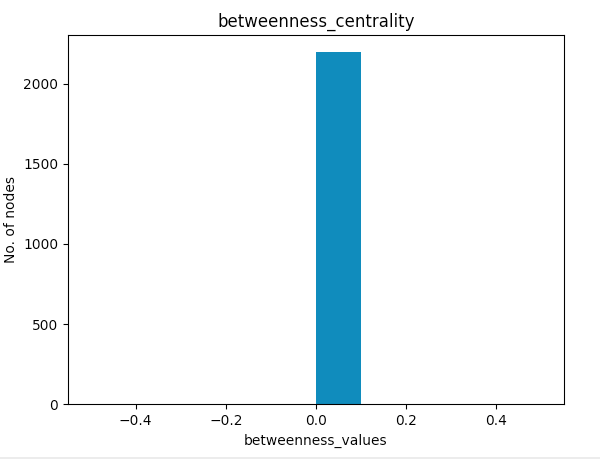 betweenness_centrality
No. of nodes
2000
1500
1000
500
0
−0.4 −0.2 0.0 0.2 0.4
betweenness_values